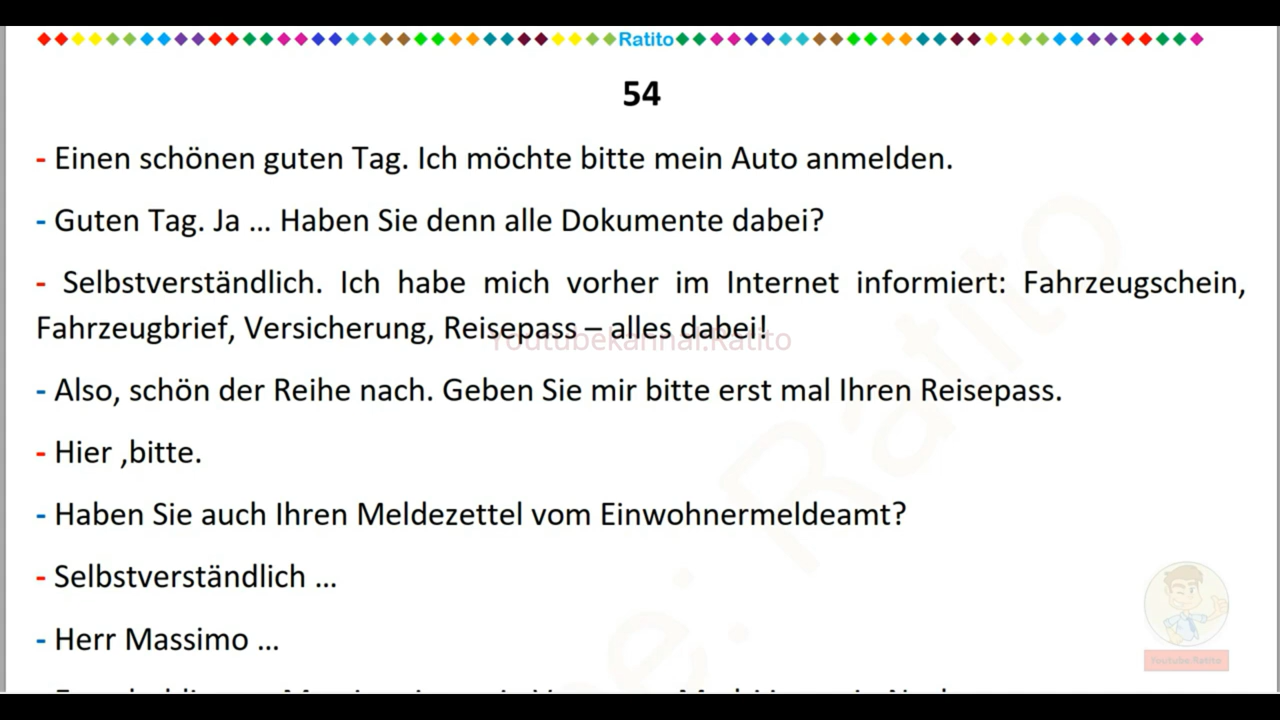 Ratito
54
- Einen schönen guten Tag. Ich möchte bitte mein Auto anmelden.
- Guten Tag. Ja ... Haben Sie denn alle Dokumente dabei?
- Selbstverständlich. Ich habe mich vorher im Internet informiert: Fahrzeugschein,
Fahrzeugbrief, Versicherung, Reisepass – alles dabei!
Youtubekannal:Ratito
- Also, schön der Reihe nach. Geben Sie mir bitte erst mal Ihren Reisepass.
- Hier ,bitte.
- Haben Sie auch Ihren Meldezettel vom Einwohnermeldeamt?
- Selbstverständlich ...
- Herr Massimo ...
Youtube:Ratito